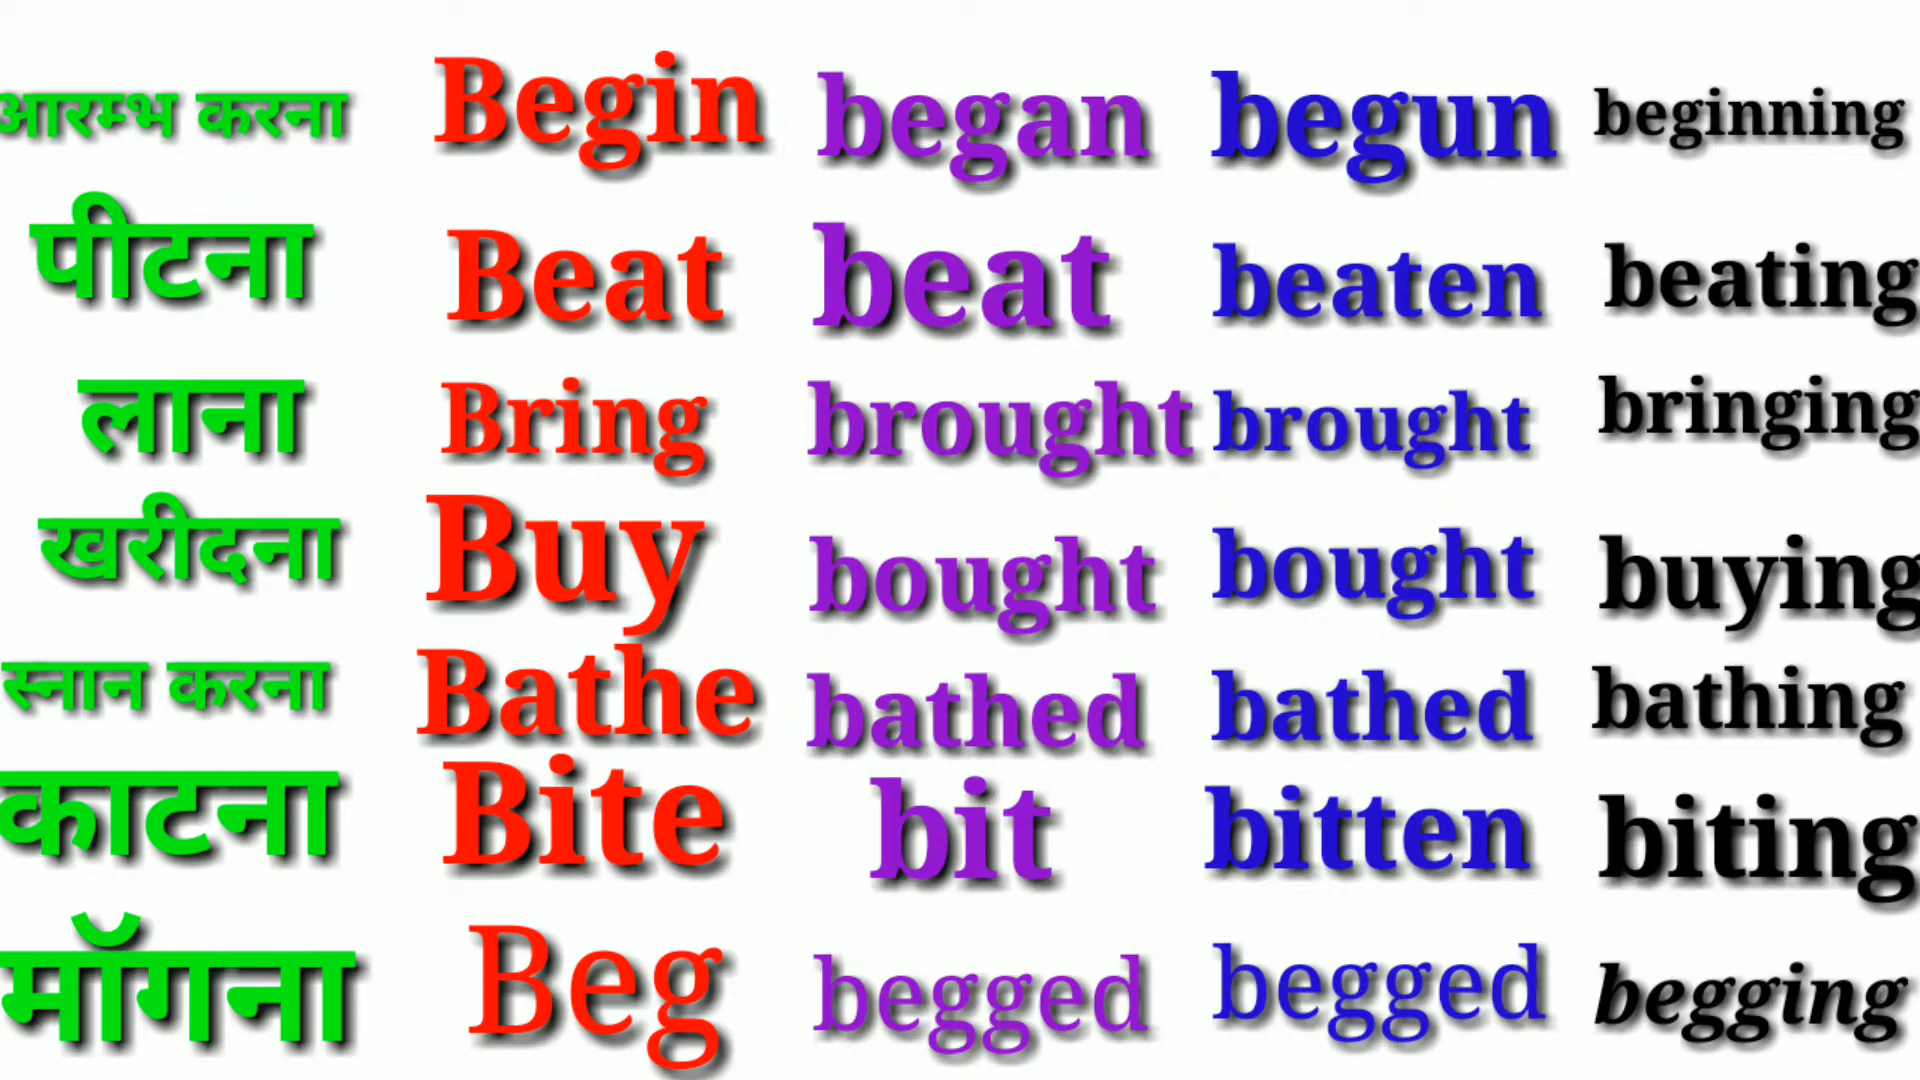 आरम्भ करना Begin began begun beginning
पीटना Beat beat beaten beating
लाना Bring brought brought bringing
खरीदना Buy bought bought buying
स्नान करना Bathe bathed bathed bathing
काटना Bite bit bitten biting
मॉगना Beg begged begged begging